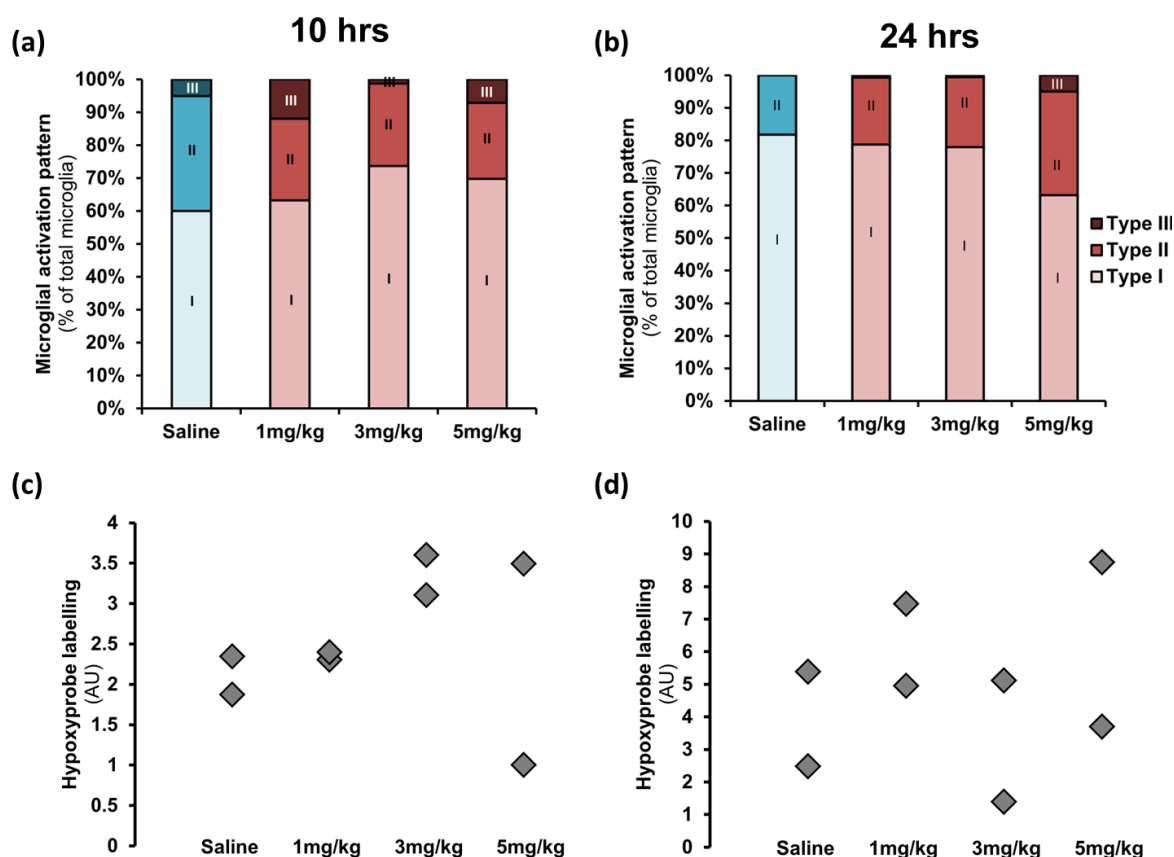 (a)
10 hrs
Microglial activation pattern
(% of total microglia)
100%
90%
80%
70%
60%
50%
40%
30%
20%
10%
0%
III
II
I
III
II
I
III
II
I
III
II
I
Saline
1mg/kg
3mg/kg
5mg/kg
(b)
24 hrs
Microglial activation pattern
(% of total microglia)
100%
90%
80%
70%
60%
50%
40%
30%
20%
10%
0%
II
I
II
I
II
I
III
II
I
Saline
1mg/kg
3mg/kg
5mg/kg
Type III
Type II
Type I
(c)
Hypoxyprobe labelling
(AU)
4
3.5
3
2.5
2
1.5
1
0.5
0
Saline
1mg/kg
3mg/kg
5mg/kg
(d)
Hypoxyprobe labelling
(AU)
10
9
8
7
6
5
4
3
2
1
0
Saline
1mg/kg
3mg/kg
5mg/kg